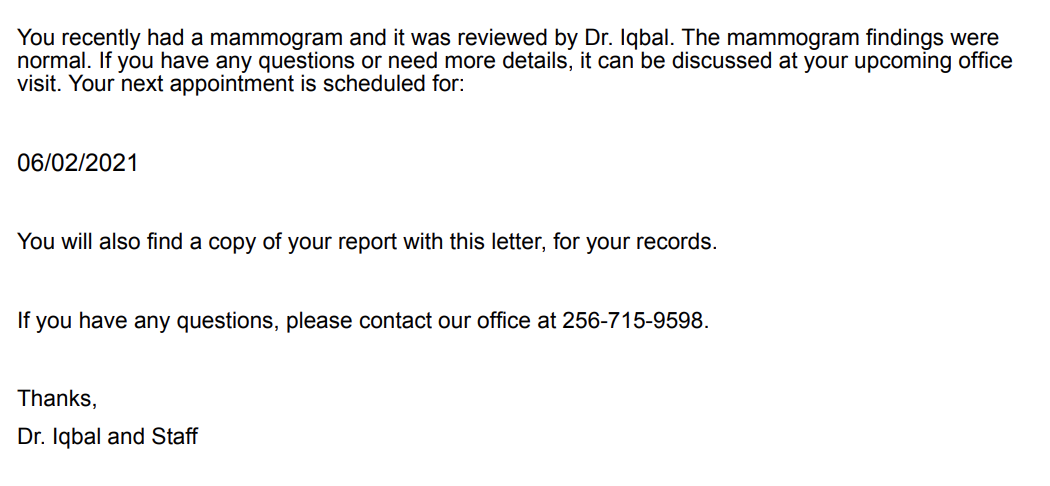 You recently had a mammogram and it was reviewed by Dr. Iqbal. The mammogram findings were
normal. If you have any questions or need more details, it can be discussed at your upcoming office
visit. Your next appointment is scheduled for:
06/02/2021
You will also find a copy of your report with this letter, for your records.
If you have any questions, please contact our office at 256-715-9598.
Thanks,
Dr. Iqbal and Staff